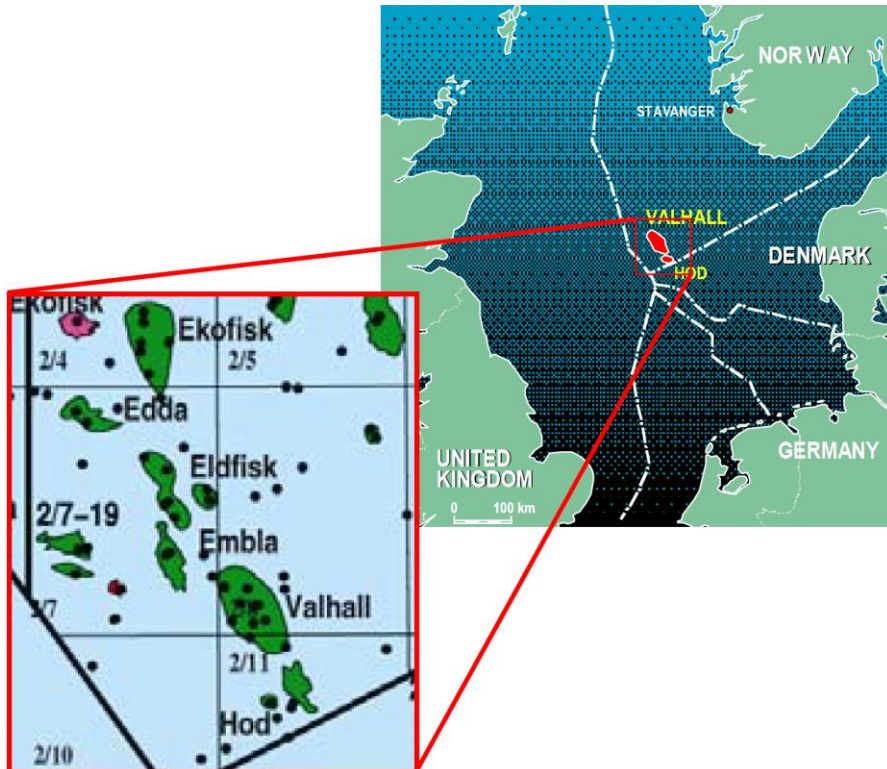 NORWAY
STAVANGER
VALHALL
HOD
DENMARK
GERMANY
UNITED
KINGDOM
0 100 km
Ekofisk
Ekofisk
2/4
2/5
Edda
Eldfisk
2/7-19
Embla
2/7
Valhall
2/11
Hod
2/10